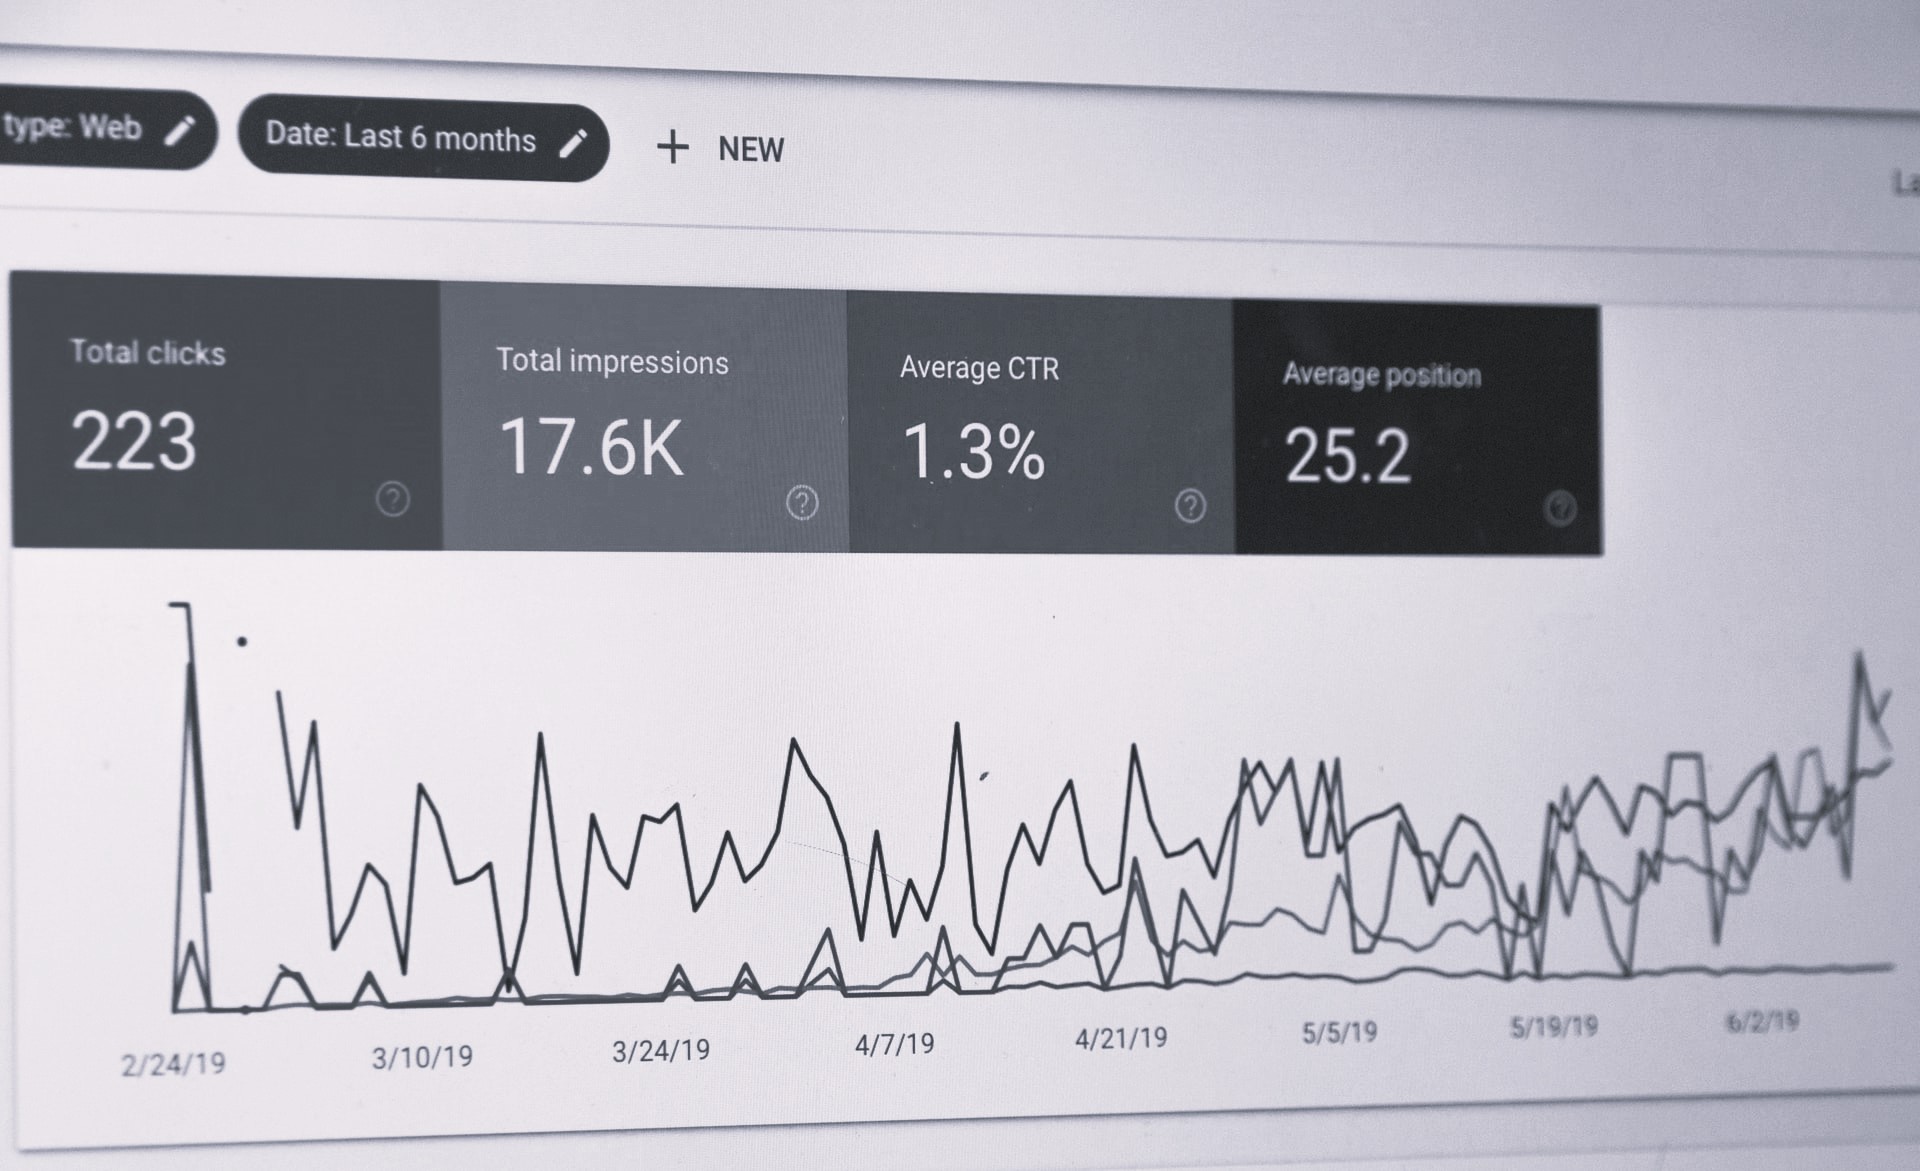 type: Web
Date: Last 6 months
+ NEW
La
Total clicks
223
Total impressions
17.6K
Average CTR
1.3%
Average position
25.2
2/24/19
3/10/19
3/24/19
4/7/19
4/21/19
5/5/19
5/19/19
6/2/19